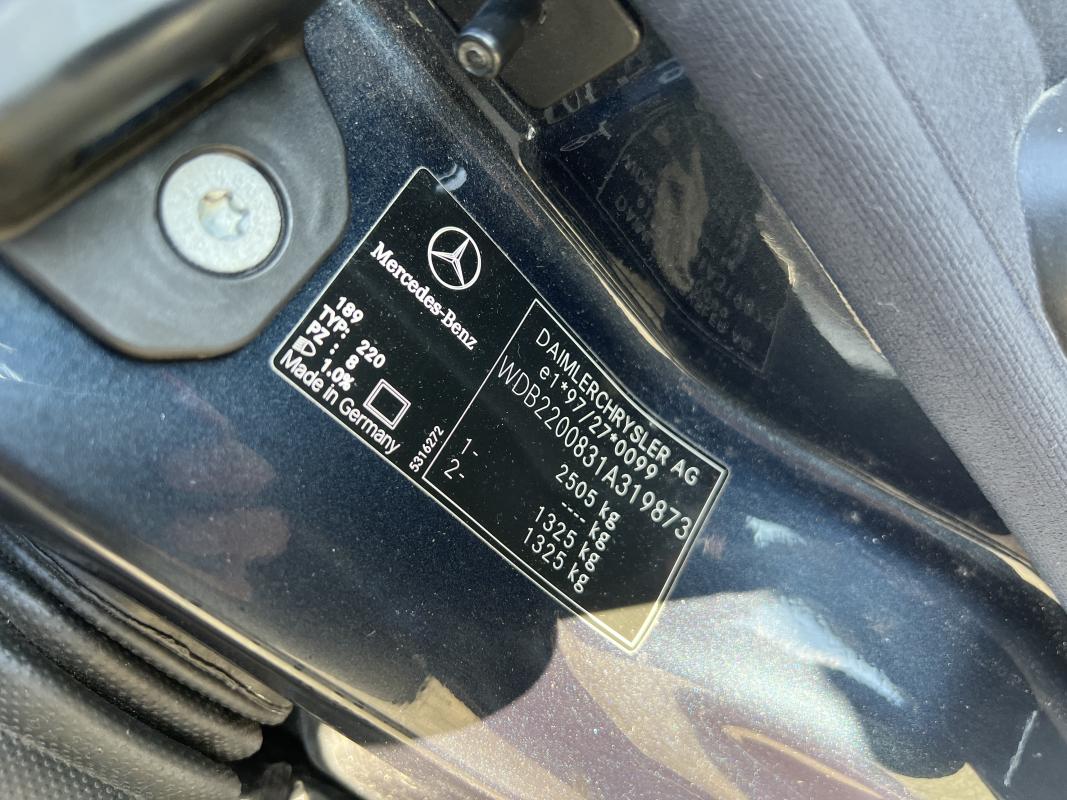 Mercedes-Benz
189
TYP: 220
PZ : 8
1.0%
Made in Germany
5316272
DAIMLERCHRYSLER AG
e1*97/27*0099
WDB2200831A319873
2505 kg
---- kg
1- 1325 kg
2- 1325 kg